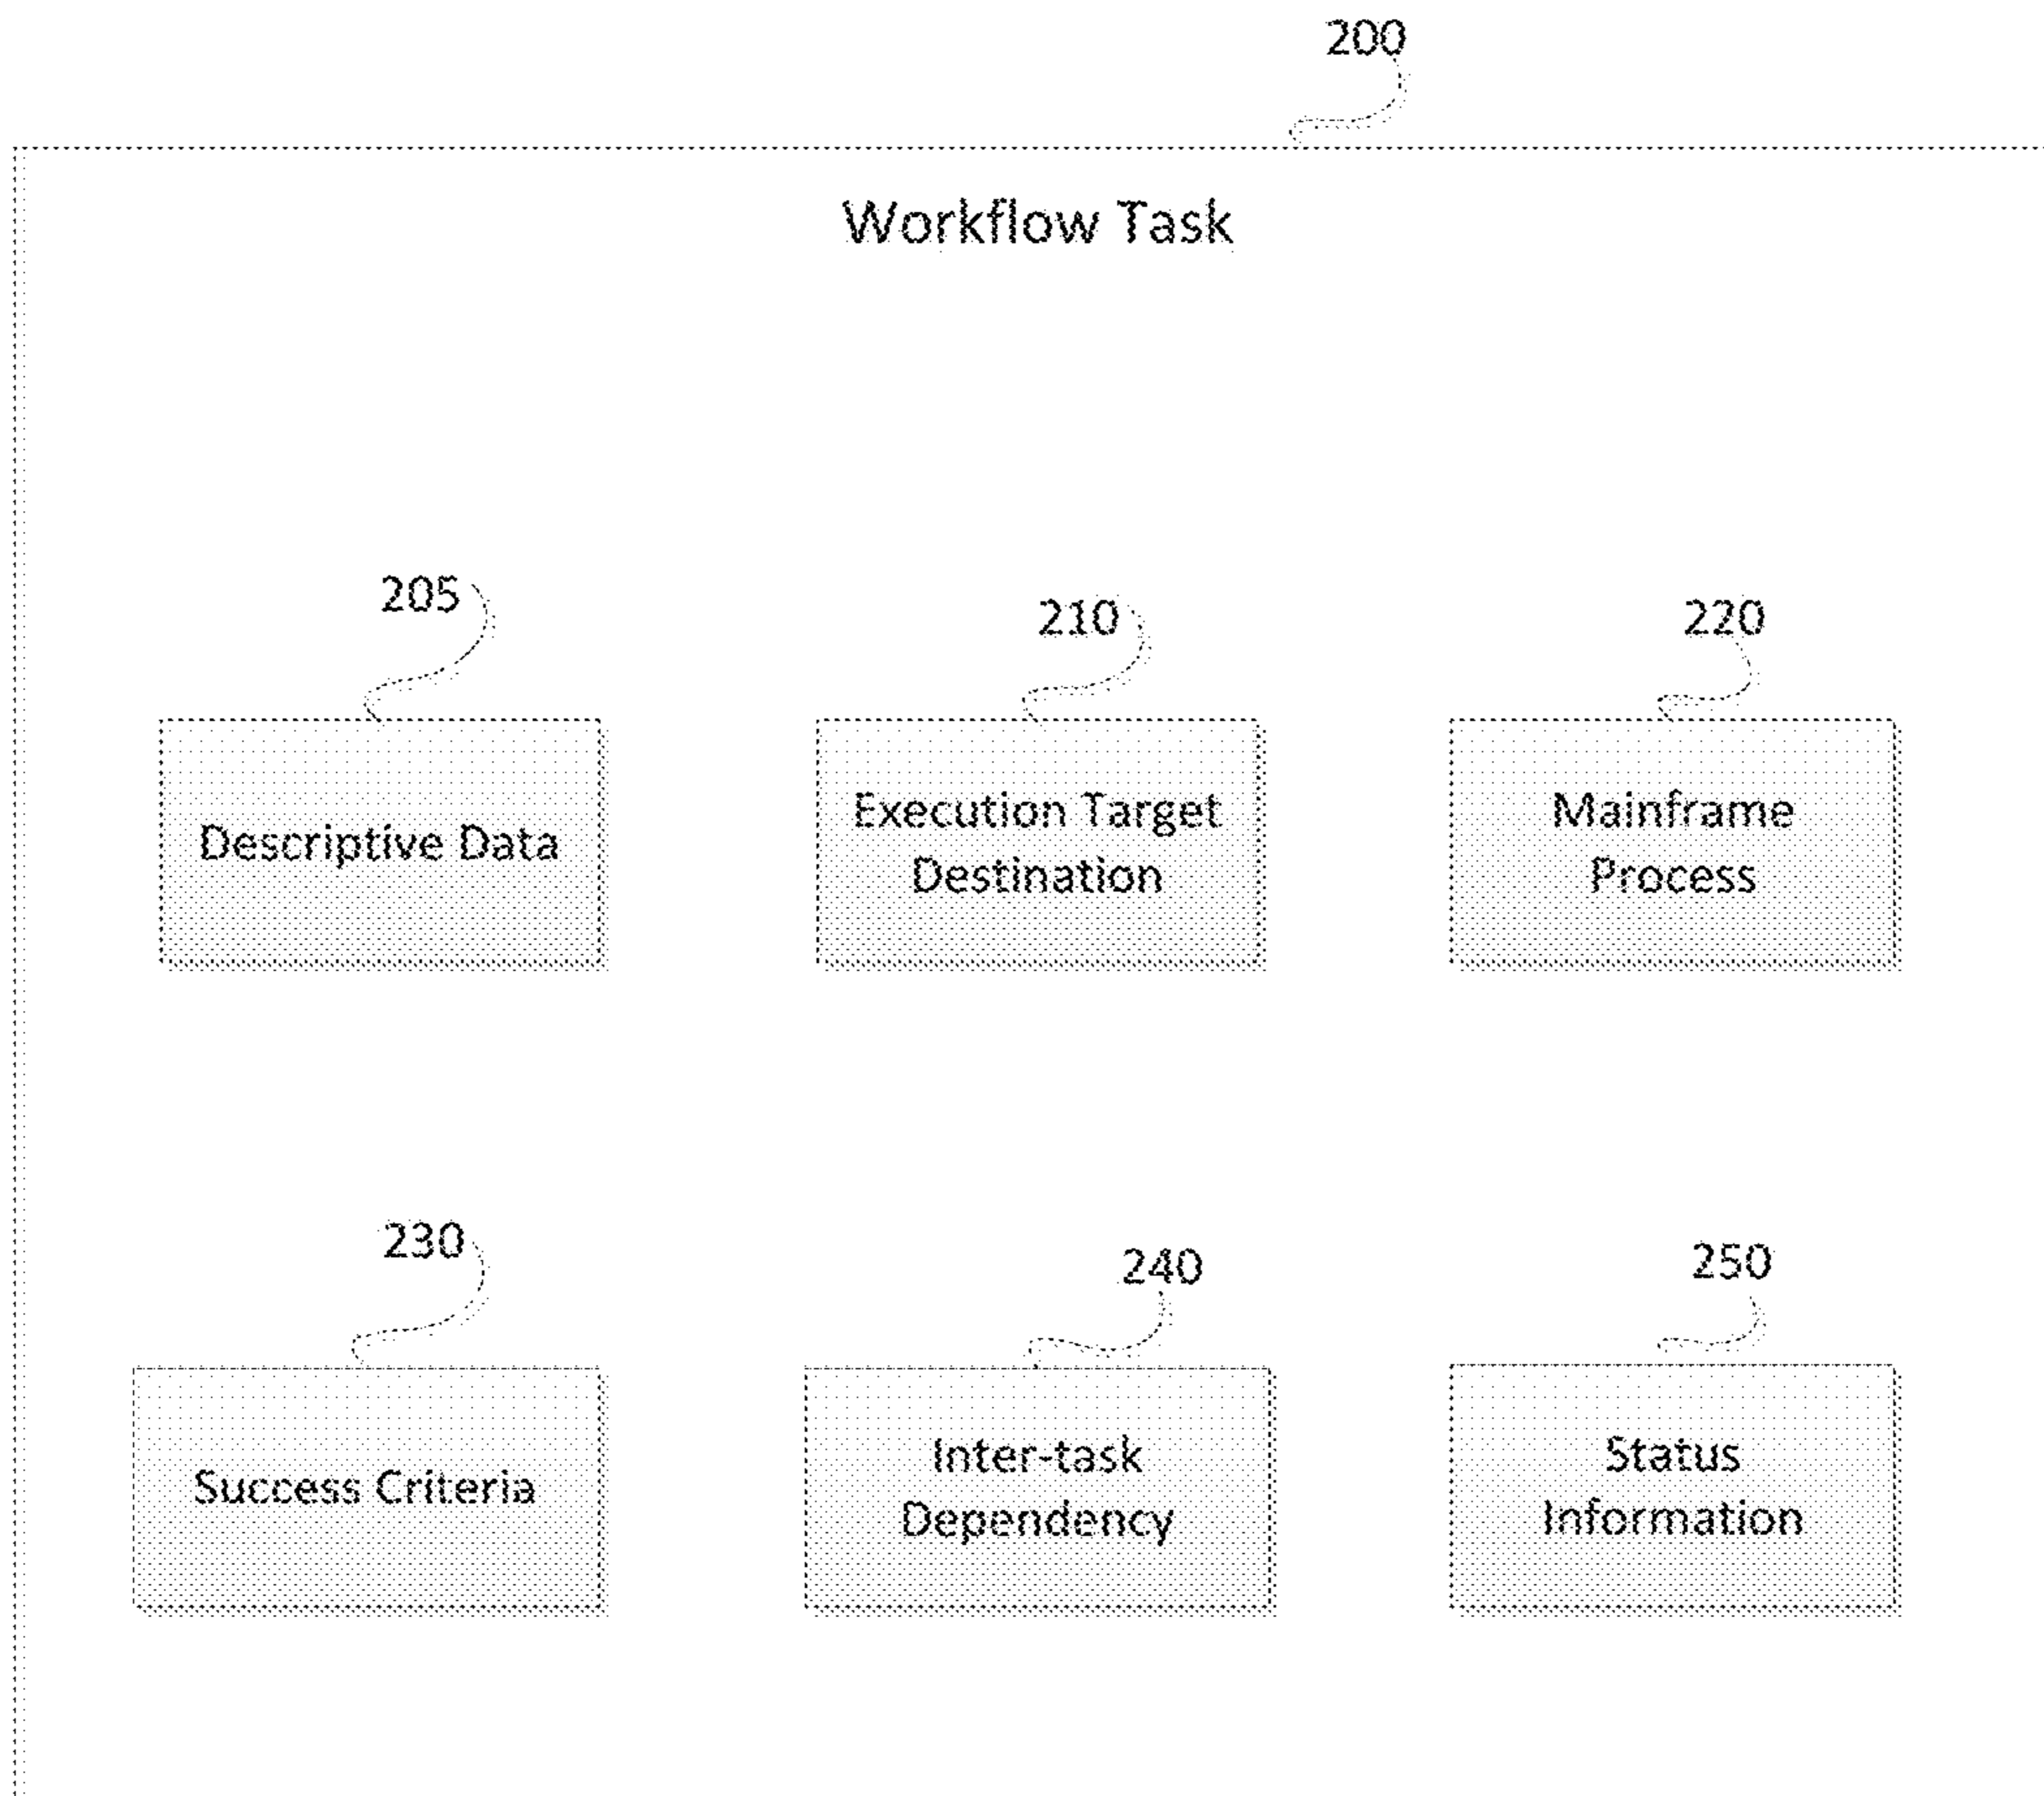 200
Workflow Task
205
210
220
Descriptive Data
Execution Target
Destination
Mainframe
Process
230
240
250
Success Criteria
Inter-task
Dependency
Status
Information